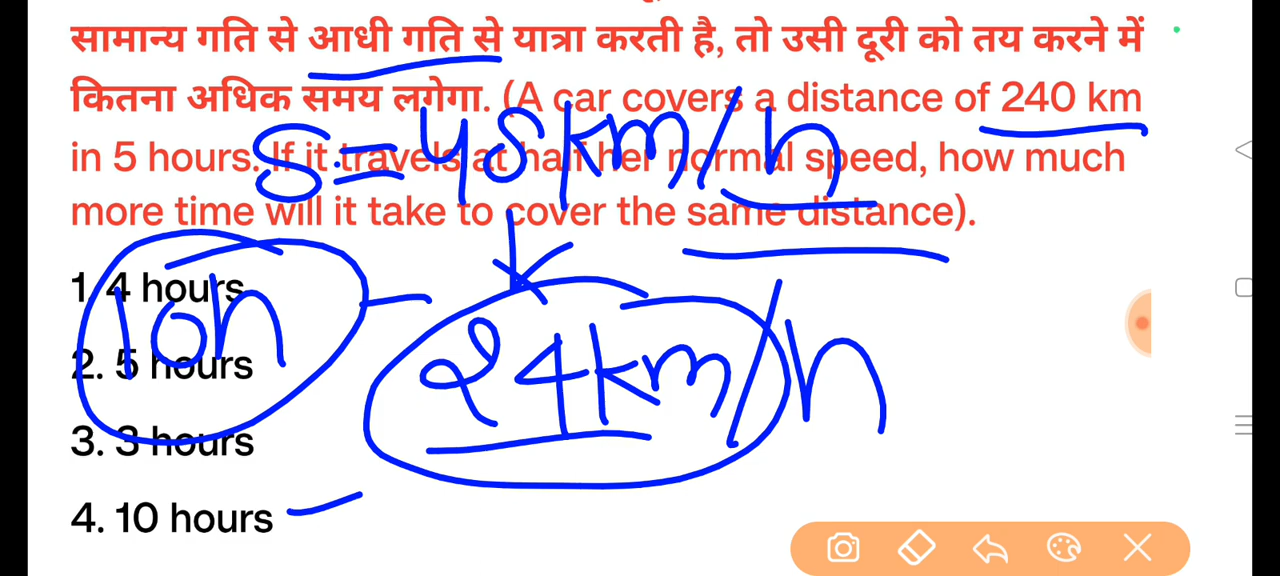 सामान्य गति से आधी गति से यात्रा करती है, तो उसी दूरी को तय करने में
कितना अधिक समय लगेगा. (A car covers a distance of 240 km
in 5 hours. If it travels at half her normal speed, how much
more time will it take to cover the same distance).
S=48km/h
1. 4 hours
10h
24km/h
2. 5 hours
3. 3 hours
4. 10 hours